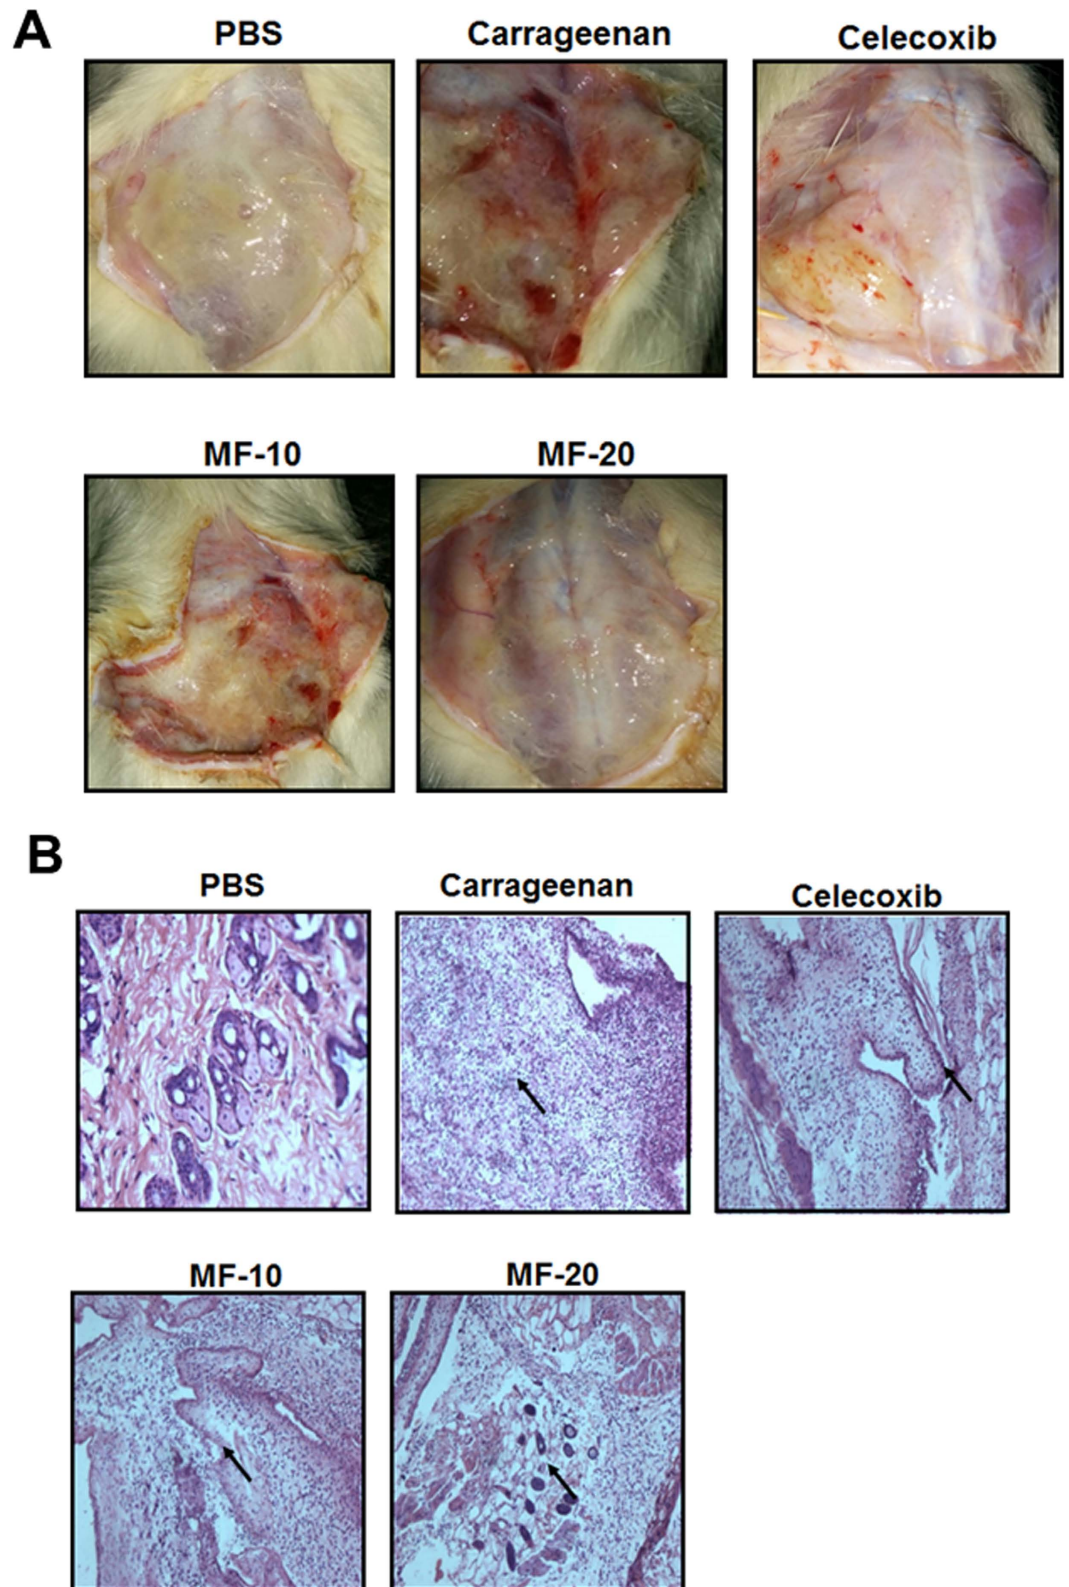 A
PBS
Carrageenan
Celecoxib
MF-10
MF-20
B
PBS
Carrageenan
Celecoxib
MF-10
MF-20